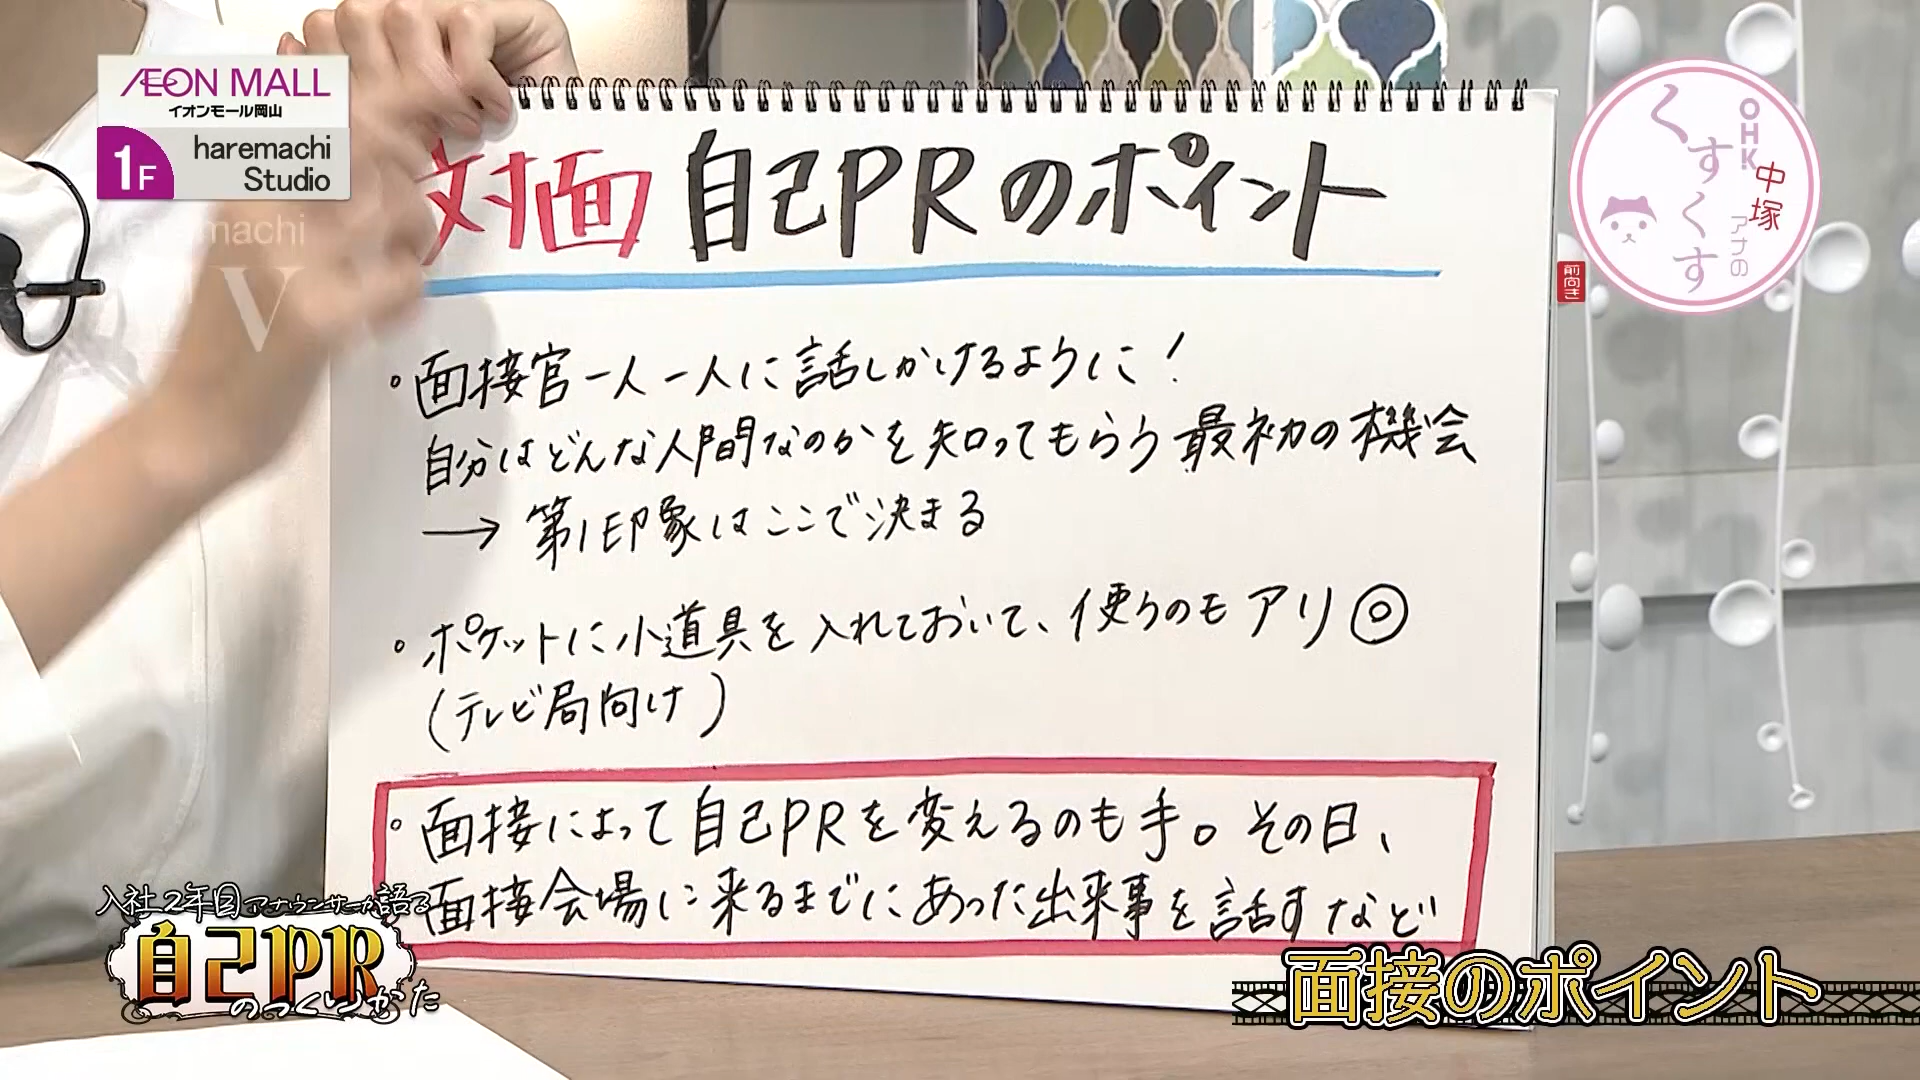 ÆON MALL
イオンモール岡山
1F
haremachi
Studio
haremachi
TV
OHK
中塚
アナの
くすくす
前向き
対面 自己PRのポイント
・面接官一人一人に話しかけるように!
自分はどんな人間なのかを知ってもらう最初の機会
→ 第1印象はここで決まる
・ポケットに小道具を入れておいて、使うのもアリ◎
(テレビ局向け)
・面接によって自己PRを変えるのも手。その日、
面接会場に来るまでにあった出来事を話すなど
入社2年目アナウンサーが語る
自己PR
のつくりかた
面接のポイント